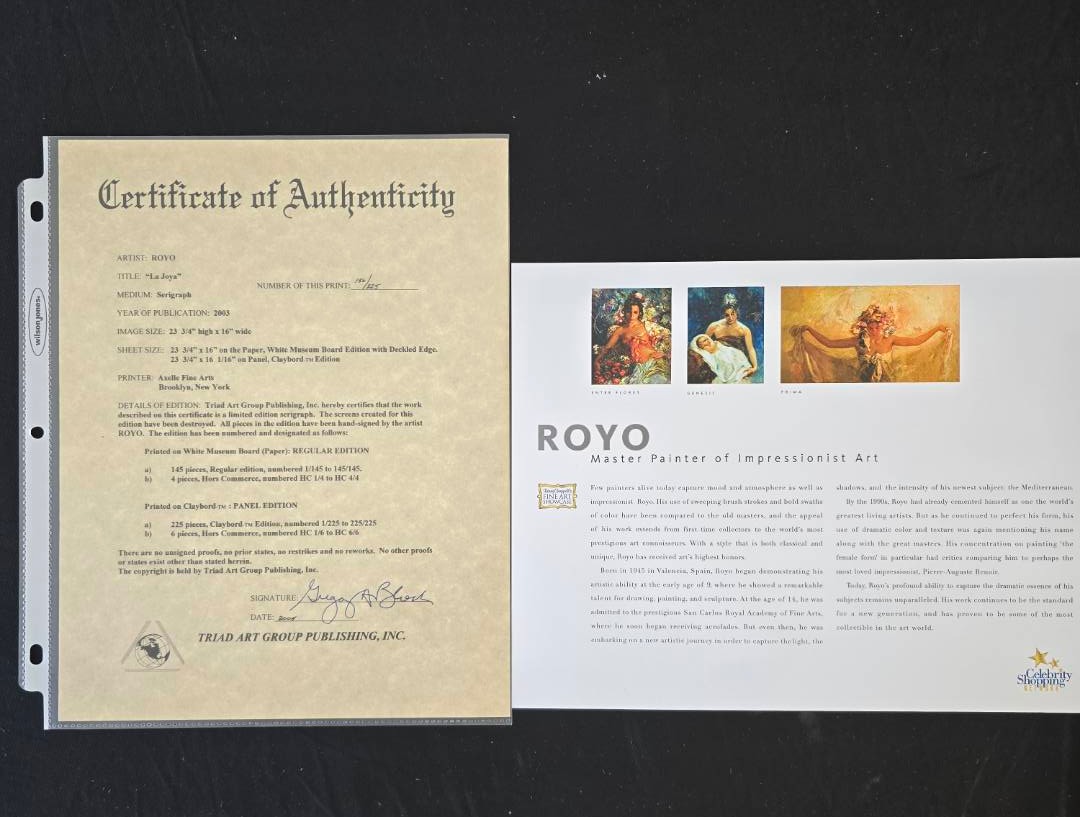 Certificate of Authenticity
ARTIST: ROYO
TITLE: "La Joya"
NUMBER OF THIS PRINT: /225
MEDIUM: Serigraph
YEAR OF PUBLICATION: 2003
IMAGE SIZE: 23 3/4" high x 16" wide
SHEET SIZE: 23 3/4" x 16" on the Paper, White Museum Board Edition with Deckled Edge.
23 3/4" x 16 1/16" on Panel, Claybord TM Edition
PRINTER: Axelle Fine Arts
Brooklyn, New York
DETAILS OF EDITION: Triad Art Group Publishing, Inc. hereby certifies that the work
described on this certificate is a limited edition serigraph. The screens created for this
edition have been destroyed. All pieces in the edition have been hand-signed by the artist
ROYO. The edition has been numbered and designated as follows:
Printed on White Museum Board (Paper): REGULAR EDITION
a) 145 pieces, Regular edition, numbered 1/145 to 145/145.
b) 4 pieces, Hors Commerce, numbered HC 1/4 to HC 4/4
Printed on Claybord TM : PANEL EDITION
a) 225 pieces, Claybord TM Edition, numbered 1/225 to 225/225
b) 6 pieces, Hors Commerce, numbered HC 1/6 to HC 6/6
There are no unsigned proofs, no prior states, no restrikes and no reworks. No other proofs
or states exist other than stated herein.
The copyright is held by Triad Art Group Publishing, Inc.
SIGNATURE:
DATE:
TRIAD ART GROUP PUBLISHING, INC.
wilson jones
ENTER FLORES
GENESIS
PRIMA
ROYO
Master Painter of Impressionist Art
FINE ART
SHOWCASE
Few painters alive today capture mood and atmosphere as well as
impressionist Royo. His use of sweeping brush strokes and bold swaths
of color have been compared to the old masters, and the appeal
of his work extends from first time collectors to the world's most
prestigious art connoisseurs. With a style that is both classical and
unique, Royo has received art's highest honors.
Born in 1945 in Valencia, Spain, Royo began demonstrating his
artistic ability at the early age of 9, where he showed a remarkable
talent for drawing, painting, and sculpture. At the age of 14, he was
admitted to the prestigious San Carlos Royal Academy of Fine Arts,
where he soon began receiving accolades. But even then, he was
embarking on a new artistic journey in order to capture the light, the
shadows, and the intensity of his newest subject: the Mediterranean.
By the 1990s, Royo had already cemented himself as one the world's
greatest living artists. But as he continued to perfect his form, his
use of dramatic color and texture was again mentioning his name
along with the great masters. His concentration on painting 'the
female form' in particular had critics comparing him to perhaps the
most loved impressionist, Pierre-Auguste Renoir.
Today, Royo's profound ability to capture the dramatic essence of his
subjects remains unparalleled. His work continues to be the standard
for a new generation, and has proven to be some of the most
collectible in the art world.
Celebrity
Shopping
NETWORK